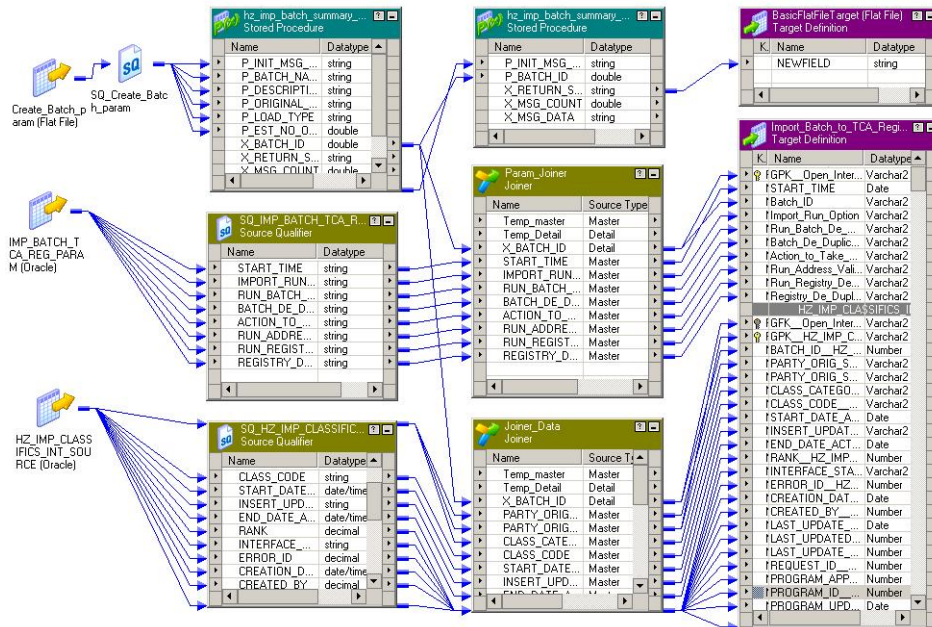 hz_imp_batch_summary_...
Stored Procedure
Name Datatype
P_INIT_MSG_... string
P_BATCH_NA... string
P_DESCRIPTI... string
P_ORIGINAL_... string
P_LOAD_TYPE string
P_EST_NO_O... double
X_BATCH_ID double
X_RETURN_S... string
X_MSG_COUNT double
hz_imp_batch_summary_...
Stored Procedure
Name Datatype
P_INIT_MSG_... string
P_BATCH_ID double
X_RETURN_S... string
X_MSG_COUNT double
X_MSG_DATA string
BasicFlatFileTarget (Flat File)
Target Definition
K. Name Datatype
NEWFIELD string
Create_Batch_p
aram (Flat File)
SQ
SQ_Create_Batc
h_param
IMP_BATCH_T
CA_REG_PARA
M (Oracle)
SQ_IMP_BATCH_TCA_R...
Source Qualifier
Name Datatype
START_TIME string
IMPORT_RUN... string
RUN_BATCH_... string
BATCH_DE_D... string
ACTION_TO_... string
RUN_ADDRE... string
RUN_REGIST... string
REGISTRY_D... string
Param_Joiner
Joiner
Name Source Type
Temp_master Master
Temp_Detail Detail
X_BATCH_ID Detail
START_TIME Master
IMPORT_RUN... Master
RUN_BATCH_... Master
BATCH_DE_D... Master
ACTION_TO_... Master
RUN_ADDRE... Master
RUN_REGIST... Master
REGISTRY_D... Master
Import_Batch_to_TCA_Regi...
Target Definition
K. Name Datatype
GPK__Open_Inter... Varchar2
START_TIME Date
Batch_ID Varchar2
Import_Run_Option Varchar2
Run_Batch_De_... Varchar2
Batch_De_Duplic... Varchar2
Action_to_Take_... Varchar2
Run_Address_Vali... Varchar2
Run_Registry_De... Varchar2
Registry_De_Dupl... Varchar2
HZ_IMP_CLASSIFICS_I
GFK__Open_Inter... Varchar2
GPK__HZ_IMP_C... Varchar2
BATCH_ID__HZ_... Number
PARTY_ORIG_S... Varchar2
PARTY_ORIG_S... Varchar2
CLASS_CATEGO... Varchar2
CLASS_CODE__... Varchar2
START_DATE_A... Date
INSERT_UPDAT... Varchar2
END_DATE_ACT... Date
RANK__HZ_IMP... Number
INTERFACE_STA... Varchar2
ERROR_ID__HZ... Number
CREATION_DAT... Date
CREATED_BY__... Number
LAST_UPDATE_... Date
LAST_UPDATED... Number
LAST_UPDATE_... Number
REQUEST_ID__... Number
PROGRAM_APP... Number
PROGRAM_ID__... Number
PROGRAM_UPD... Date
HZ_IMP_CLASS
IFICS_INT_SOU
RCE (Oracle)
SQ_HZ_IMP_CLASSIFIC...
Source Qualifier
Name Datatype
CLASS_CODE string
START_DATE... date/time
INSERT_UPD... string
END_DATE_A... date/time
RANK decimal
INTERFACE_... string
ERROR_ID decimal
CREATION_D... date/time
CREATED_BY decimal
Joiner_Data
Joiner
Name Source Ty
Temp_master Master
Temp_Detail Detail
X_BATCH_ID Detail
PARTY_ORIG... Master
PARTY_ORIG... Master
CLASS_CATE... Master
CLASS_CODE Master
START_DATE... Master
INSERT_UPD... Master